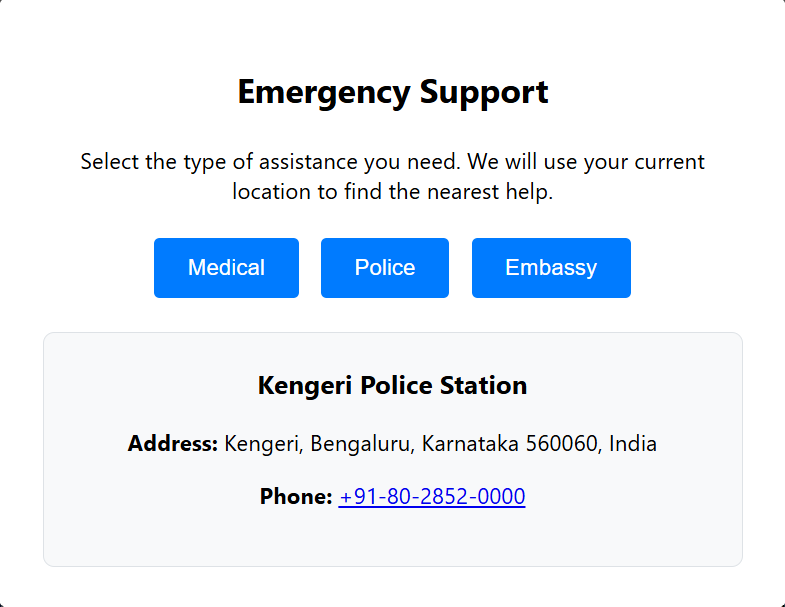 Emergency Support
Select the type of assistance you need. We will use your current
location to find the nearest help.
Medical Police Embassy
Kengeri Police Station
Address: Kengeri, Bengaluru, Karnataka 560060, India
Phone: +91-80-2852-0000